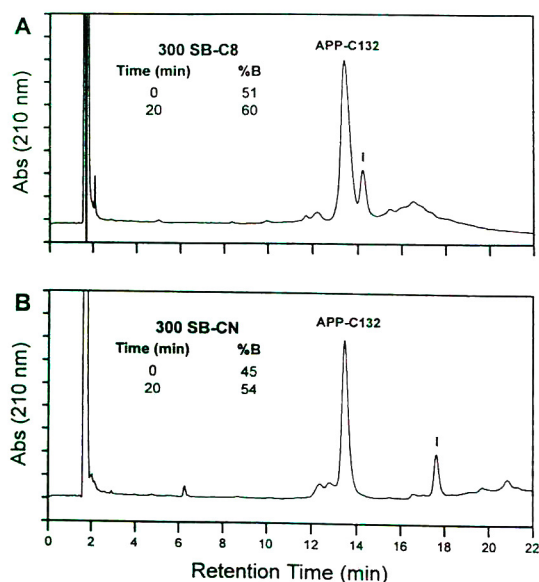 A
Abs (210 nm)
300 SB-C8
Time (min) %B
0 51
20 60
APP-C132
I
B
Abs (210 nm)
300 SB-CN
Time (min) %B
0 45
20 54
APP-C132
I
0 2 4 6 8 10 12 14 16 18 20 22
Retention Time (min)